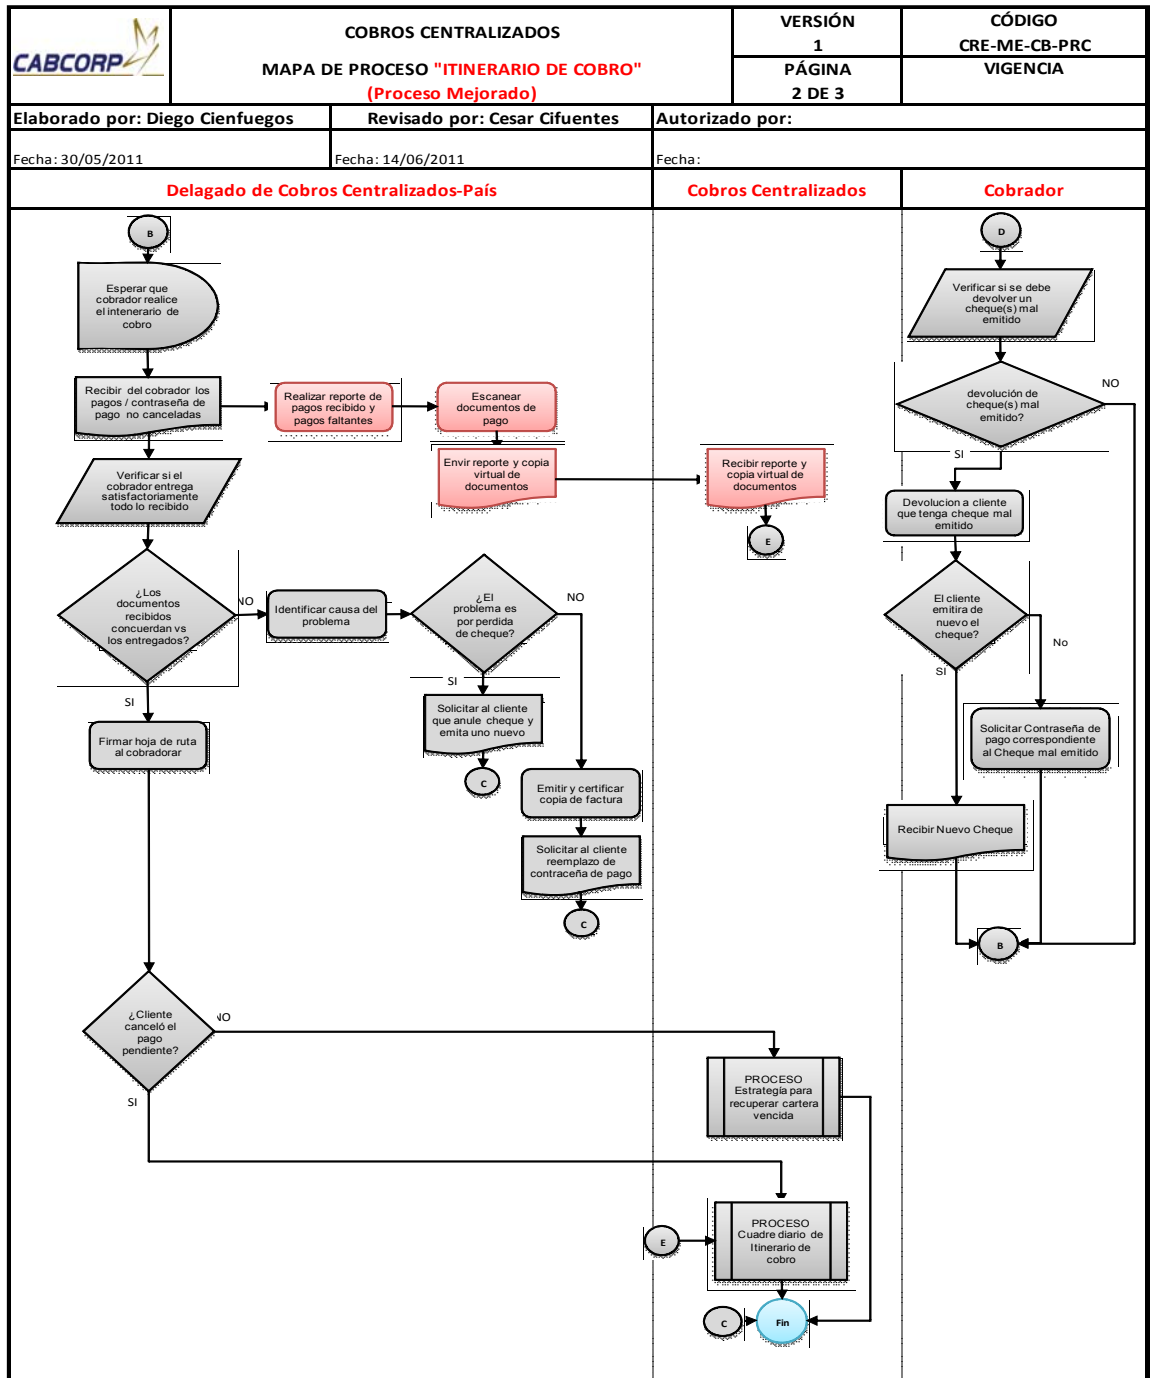 CABCORP
COBROS CENTRALIZADOS
MAPA DE PROCESO "ITINERARIO DE COBRO"
(Proceso Mejorado)
VERSIÓN
1
PÁGINA
2 DE 3
CÓDIGO
CRE-ME-CB-PRC
VIGENCIA
Elaborado por: Diego Cienfuegos
Revisado por: Cesar Cifuentes
Autorizado por:
Fecha: 30/05/2011
Fecha: 14/06/2011
Fecha:
Delagado de Cobros Centralizados-País
Cobros Centralizados
Cobrador
B
Esperar que
cobrador realice
el intenerario de
cobro
Recibir del cobrador los
pagos / contraseña de
pago no canceladas
Realizar reporte de
pagos recibido y
pagos faltantes
Escanear
documentos de
pago
Envir reporte y copia
virtual de
documentos
Recibir reporte y
copia virtual de
documentos
E
Verificar si el
cobrador entrega
satisfactoriamente
todo lo recibido
¿Los
documentos
recibidos
concuerdan vs
los entregados?
NO
Identificar causa del
problema
¿El
problema es
por perdida
de cheque?
NO
SI
Solicitar al cliente
que anule cheque y
emita uno nuevo
C
Emitir y certificar
copia de factura
Solicitar al cliente
reemplazo de
contraceña de pago
C
SI
Firmar hoja de ruta
al cobradorar
¿Cliente
canceló el
pago
pendiente?
NO
SI
PROCESO
Estrategía para
recuperar cartera
vencida
E
PROCESO
Cuadre diario de
Itinerario de
cobro
C
Fin
D
Verificar si se debe
devolver un
cheque(s) mal
emitido
devolución de
cheque(s) mal
emitido?
NO
SI
Devolucion a cliente
que tenga cheque mal
emitido
El cliente
emitira de
nuevo el
cheque?
No
SI
Solicitar Contraseña de
pago correspondiente
al Cheque mal emitido
Recibir Nuevo Cheque
B